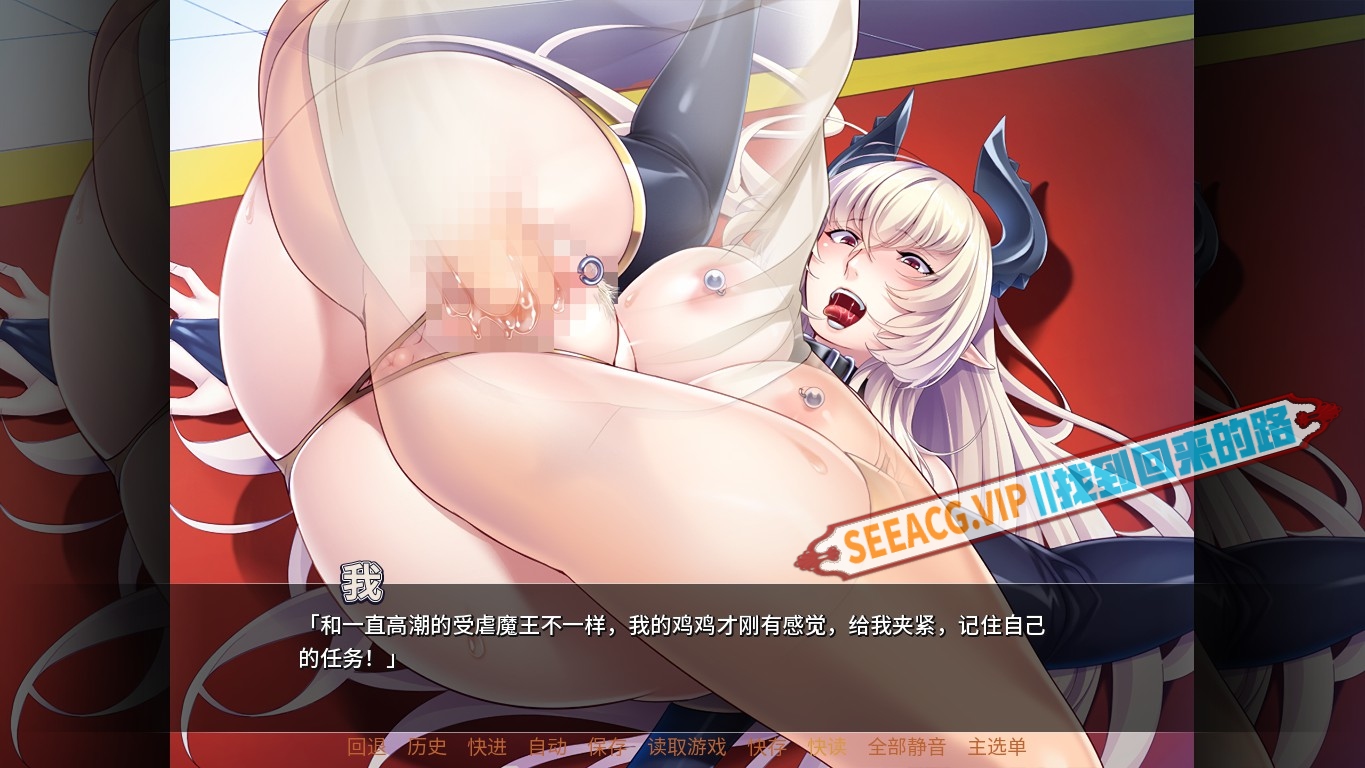 SEEACG.VIP||找到回来的路
我
「和一直高潮的受虐魔王不一样，我的鸡鸡才刚有感觉，给我夹紧，记住自己
的任务！」
回退 历史 快进 自动 保存 读取游戏 快存 快读 全部静音 主选单